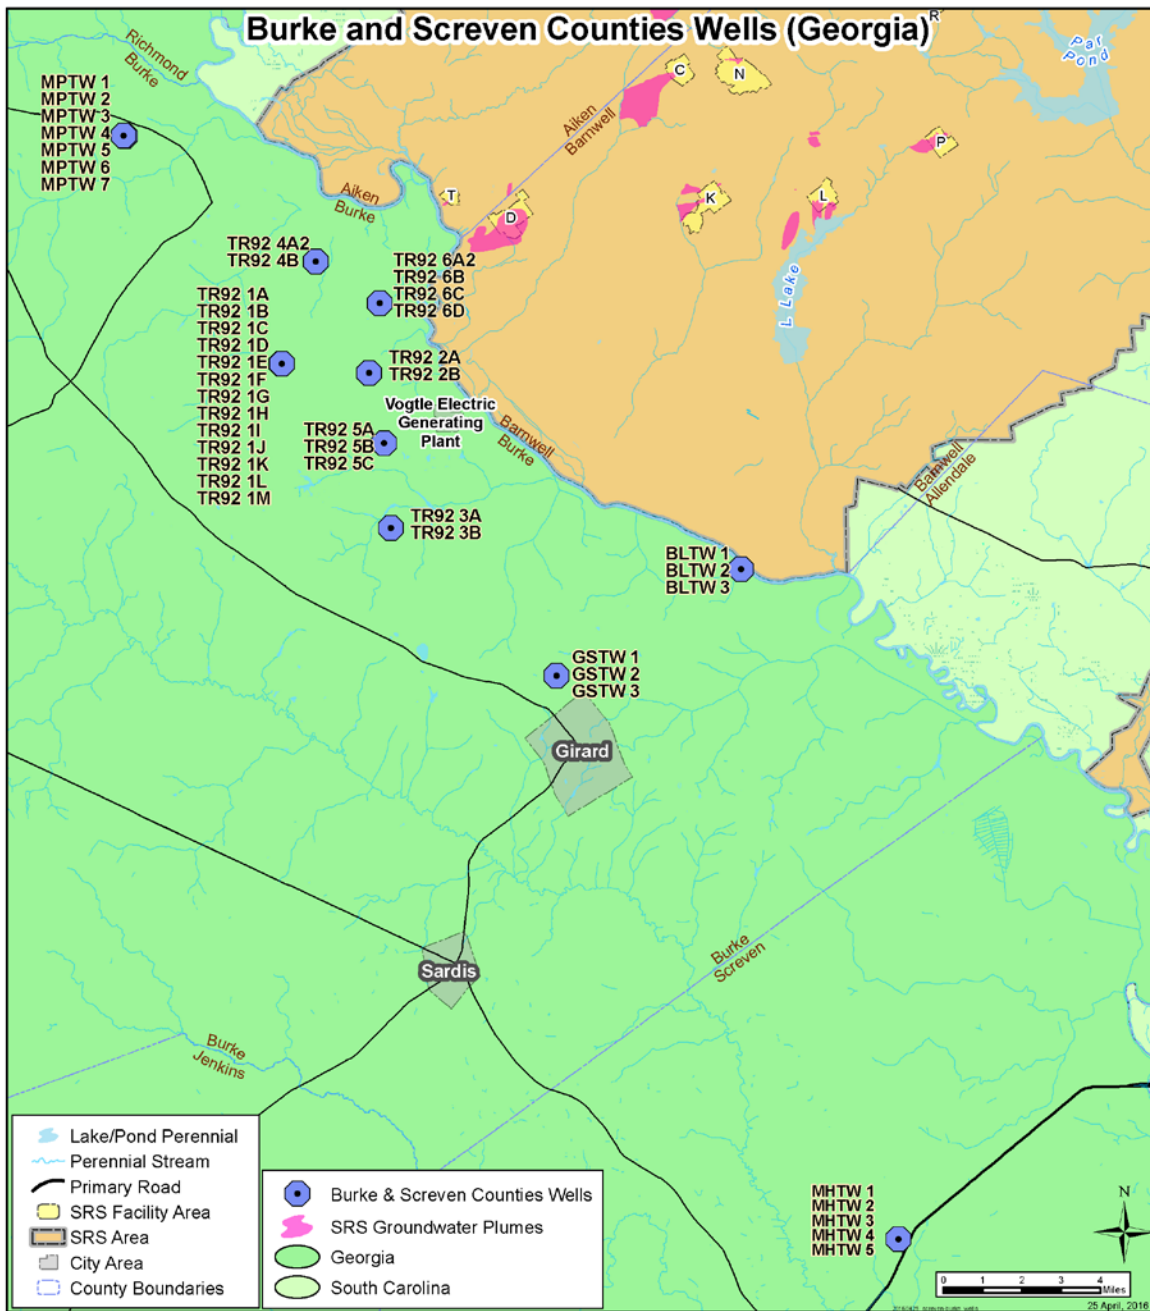 Burke and Screven Counties Wells (Georgia)
R
Par
Pond
Richmond
Burke
MPTW 1
MPTW 2
MPTW 3
MPTW 4
MPTW 5
MPTW 6
MPTW 7
C
N
Aiken
Barnwell
P
T
D
K
L
Aiken
Burke
L Lake
TR92 4A2
TR92 4B
TR92 6A2
TR92 6B
TR92 6C
TR92 6D
TR92 1A
TR92 1B
TR92 1C
TR92 1D
TR92 1E
TR92 1F
TR92 1G
TR92 1H
TR92 1I
TR92 1J
TR92 1K
TR92 1L
TR92 1M
TR92 2A
TR92 2B
Vogtle Electric
Generating
Plant
TR92 5A
TR92 5B
TR92 5C
Barnwell
Burke
Barnwell
Allendale
TR92 3A
TR92 3B
BLTW 1
BLTW 2
BLTW 3
GSTW 1
GSTW 2
GSTW 3
Girard
Sardis
Burke
Screven
Burke
Jenkins
Lake/Pond Perennial
Perennial Stream
Primary Road
SRS Facility Area
SRS Area
City Area
County Boundaries
Burke & Screven Counties Wells
SRS Groundwater Plumes
Georgia
South Carolina
MHTW 1
MHTW 2
MHTW 3
MHTW 4
MHTW 5
N
0 1 2 3 4
Miles
25 April, 2016